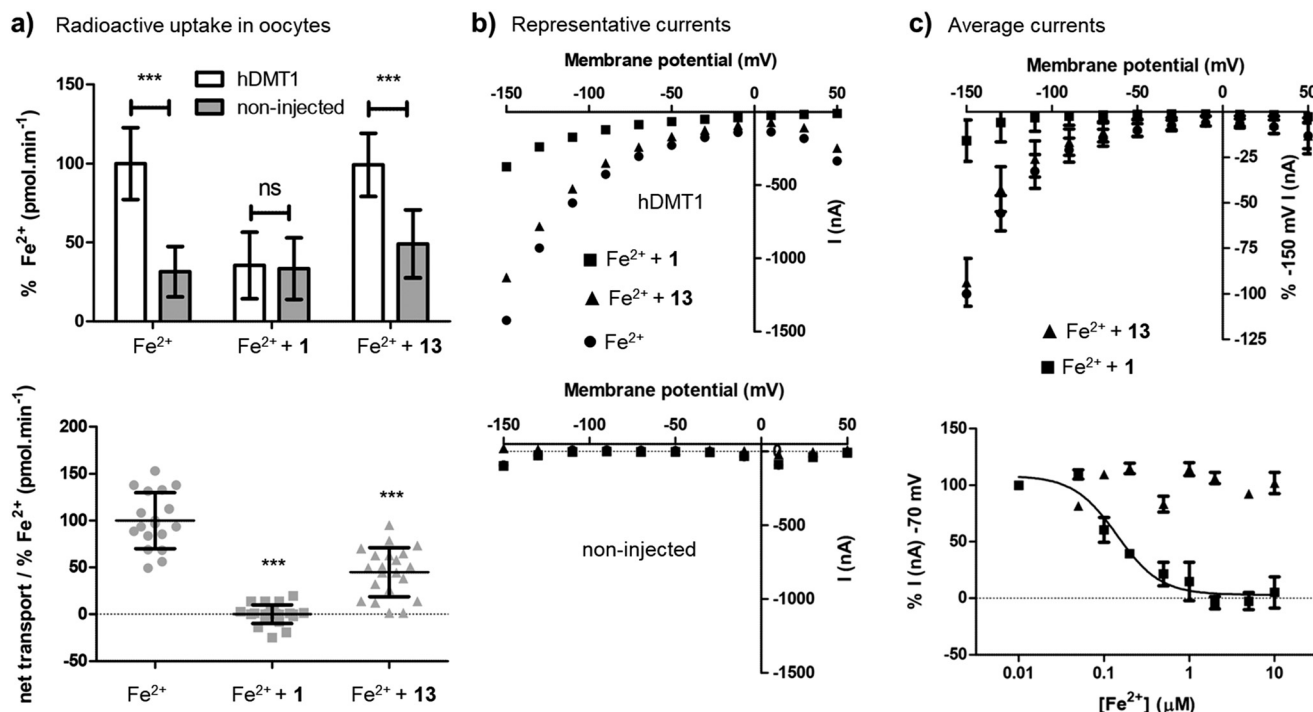 a) Radioactive uptake in oocytes
% Fe²⁺ (pmol.min⁻¹)
150
100
50
0
***
ns
***
hDMT1
non-injected
Fe²⁺
Fe²⁺ + 1
Fe²⁺ + 13
net transport / % Fe²⁺ (pmol.min⁻¹)
200
150
100
50
0
-50
***
***
Fe²⁺
Fe²⁺ + 1
Fe²⁺ + 13
b) Representative currents
Membrane potential (mV)
-150 -100 -50 0 50
-500
-1000
-1500
I (nA)
hDMT1
Fe²⁺ + 1
Fe²⁺ + 13
Fe²⁺
Membrane potential (mV)
-150 -100 -50 0 50
0
-500
-1000
-1500
I (nA)
non-injected
c) Average currents
Membrane potential (mV)
-150 -100 -50 0 50
-25
-50
-75
-100
-125
% -150 mV I (nA)
Fe²⁺ + 13
Fe²⁺ + 1
% I (nA) -70 mV
150
100
50
0
-50
0.01 0.1 1 10
[Fe²⁺] (µM)